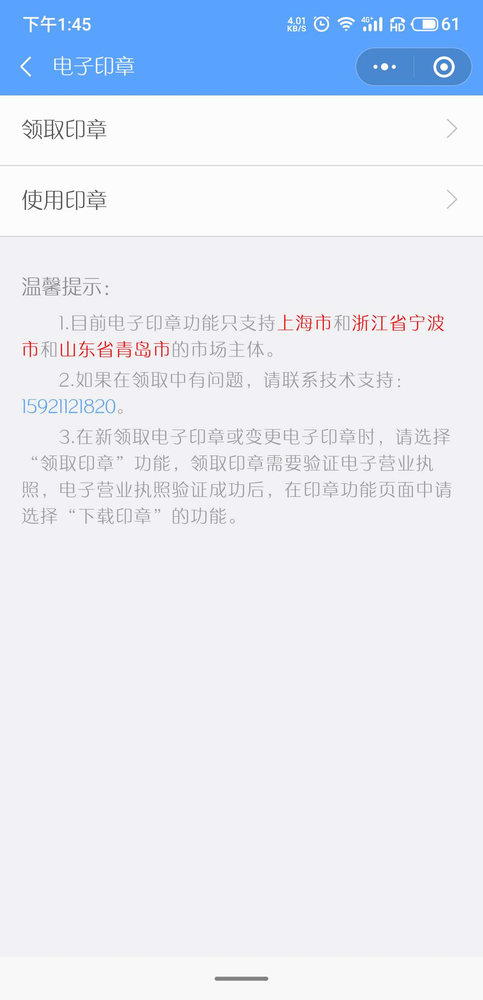 下午1:45
4.01
KB/S
4G+
HD
61
电子印章
领取印章
使用印章
温馨提示：
1.目前电子印章功能只支持上海市和浙江省宁波
市和山东省青岛市的市场主体。
2.如果在领取中有问题，请联系技术支持：
15921121820。
3.在新领取电子印章或变更电子印章时，请选择
“领取印章”功能，领取印章需要验证电子营业执
照，电子营业执照验证成功后，在印章功能页面中请
选择“下载印章”的功能。